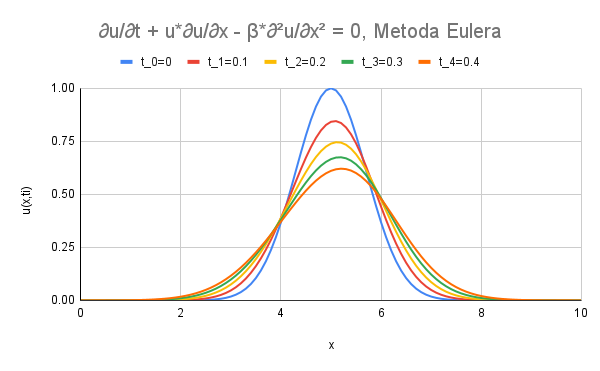 ∂u/∂t + u*∂u/∂x - β*∂²u/∂x² = 0, Metoda Eulera
t_0=0 t_1=0.1 t_2=0.2 t_3=0.3 t_4=0.4
1.00
0.75
0.50
0.25
0.00
u(x,ti)
0 2 4 6 8 10
x